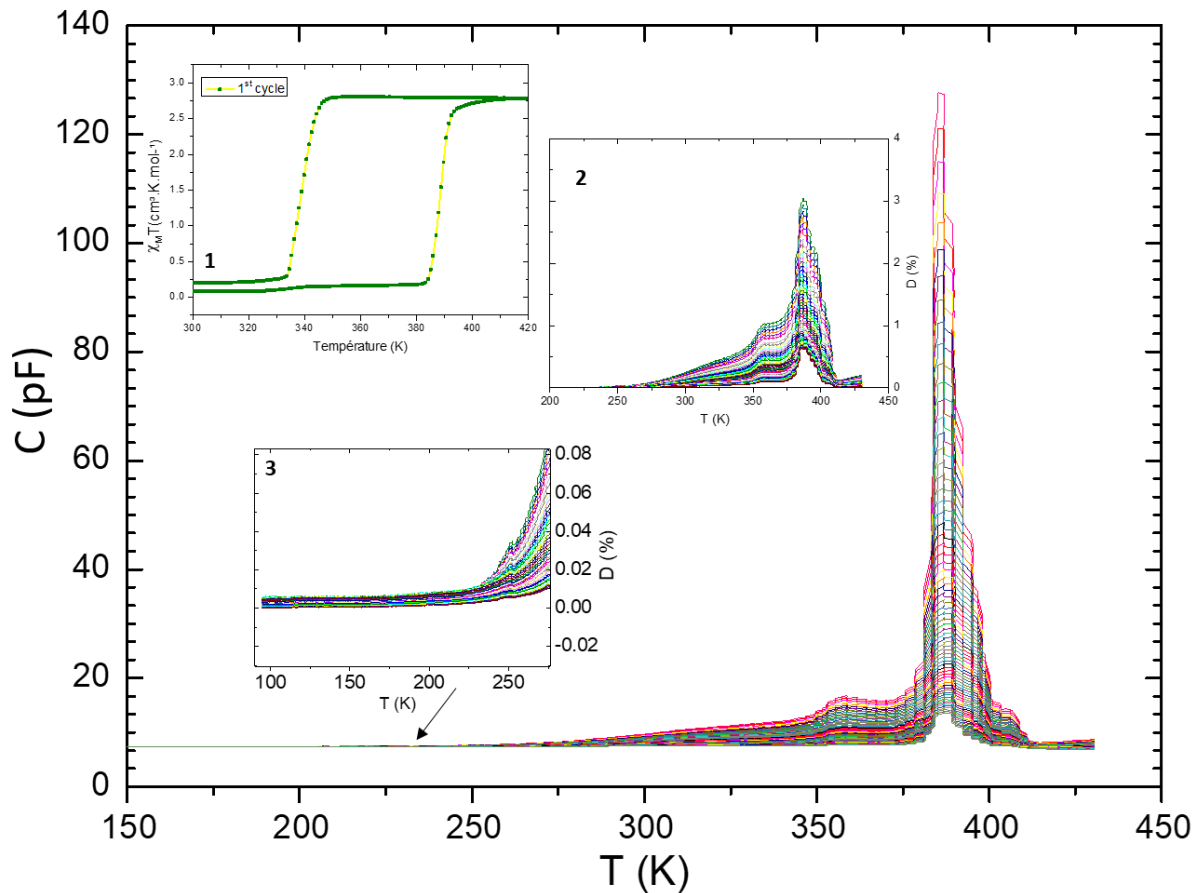 140
120
100
80
60
40
20
0
C (pF)
150 200 250 300 350 400 450
T (K)
1st cycle
3.0
2.5
2.0
1.5
1.0
0.5
0.0
χMT(cm³.K.mol-¹)
1
300 320 340 360 380 400 420
Température (K)
2
4
3
2
1
0
D (%)
200 250 300 350 400 450
T (K)
3
0.08
0.06
0.04
0.02
0.00
-0.02
D (%)
100 150 200 250
T (K)